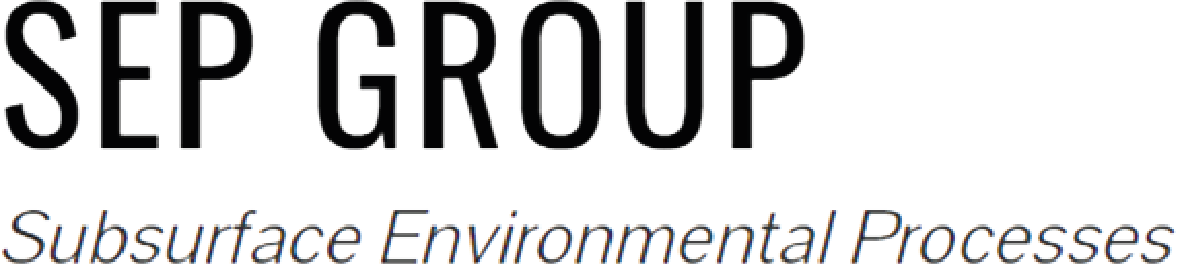 SEP GROUP
Subsurface Environmental Processes